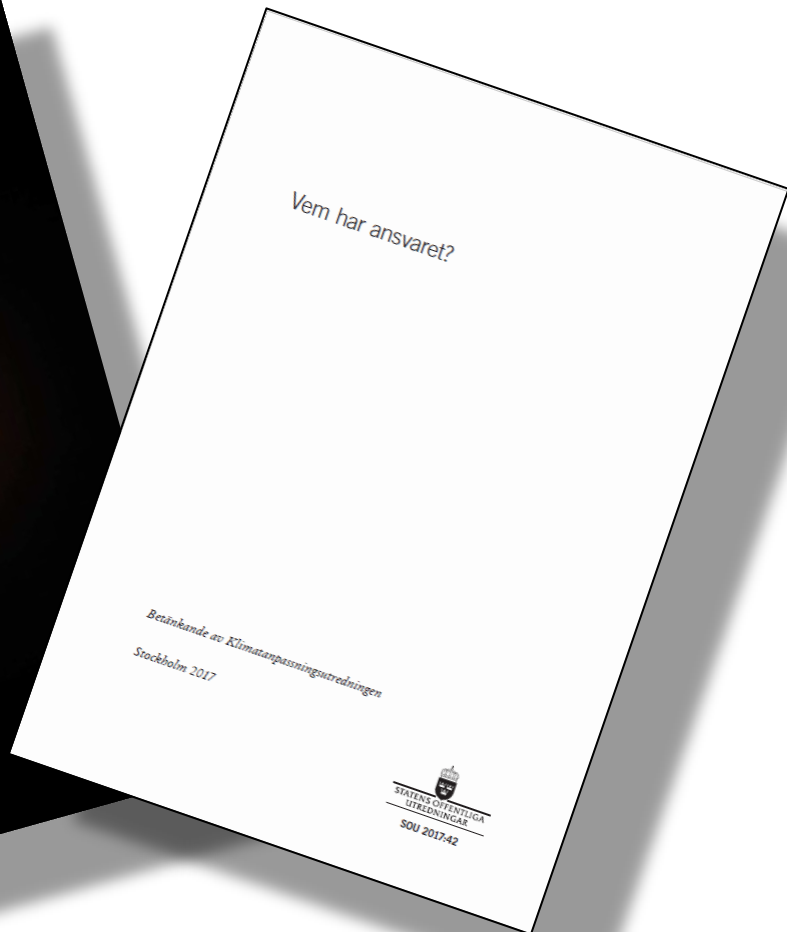 Vem har ansvaret?
Betänkande av Klimatanpassningsutredningen
Stockholm 2017
STATENS OFFENTLIGA
UTREDNINGAR
SOU 2017:42